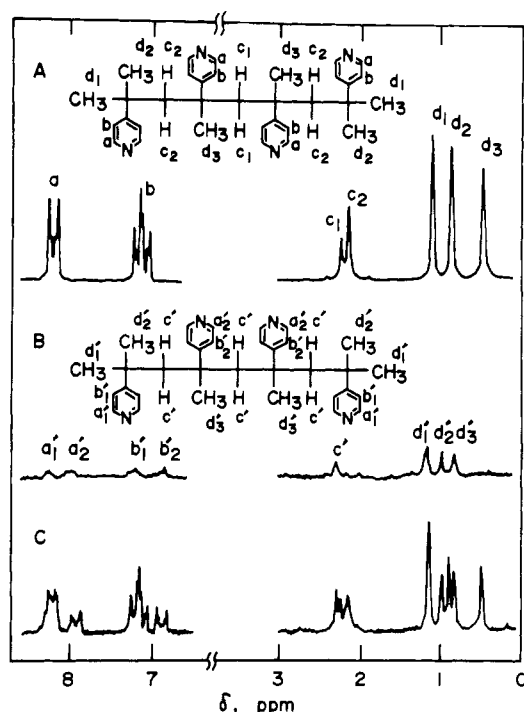 A
d₂ c₂ N c₁ d₃ c₂ N
CH₃ H a b H CH₃ H a b
d₁ d₁
CH₃ CH₃
b a N H CH₃ H b a N H CH₃
c₂ d₃ c₁ c₂ d₂
a b c₁ c₂ d₁ d₂ d₃
B
d₂′ c′ N a₂′ c′ N a₂′ c′ d₂′
CH₃ H b₂′ H b₂′ H CH₃
d₁′ d₁′
CH₃ CH₃
b₁′ a₁′ N H CH₃ H CH₃ H b₁′ a₁′ N
c′ d₃′ c′ d₃′ c′
a₁′ a₂′ b₁′ b₂′ c′ d₁′ d₂′ d₃′
C
8 7 3 2 1 0
δ, ppm